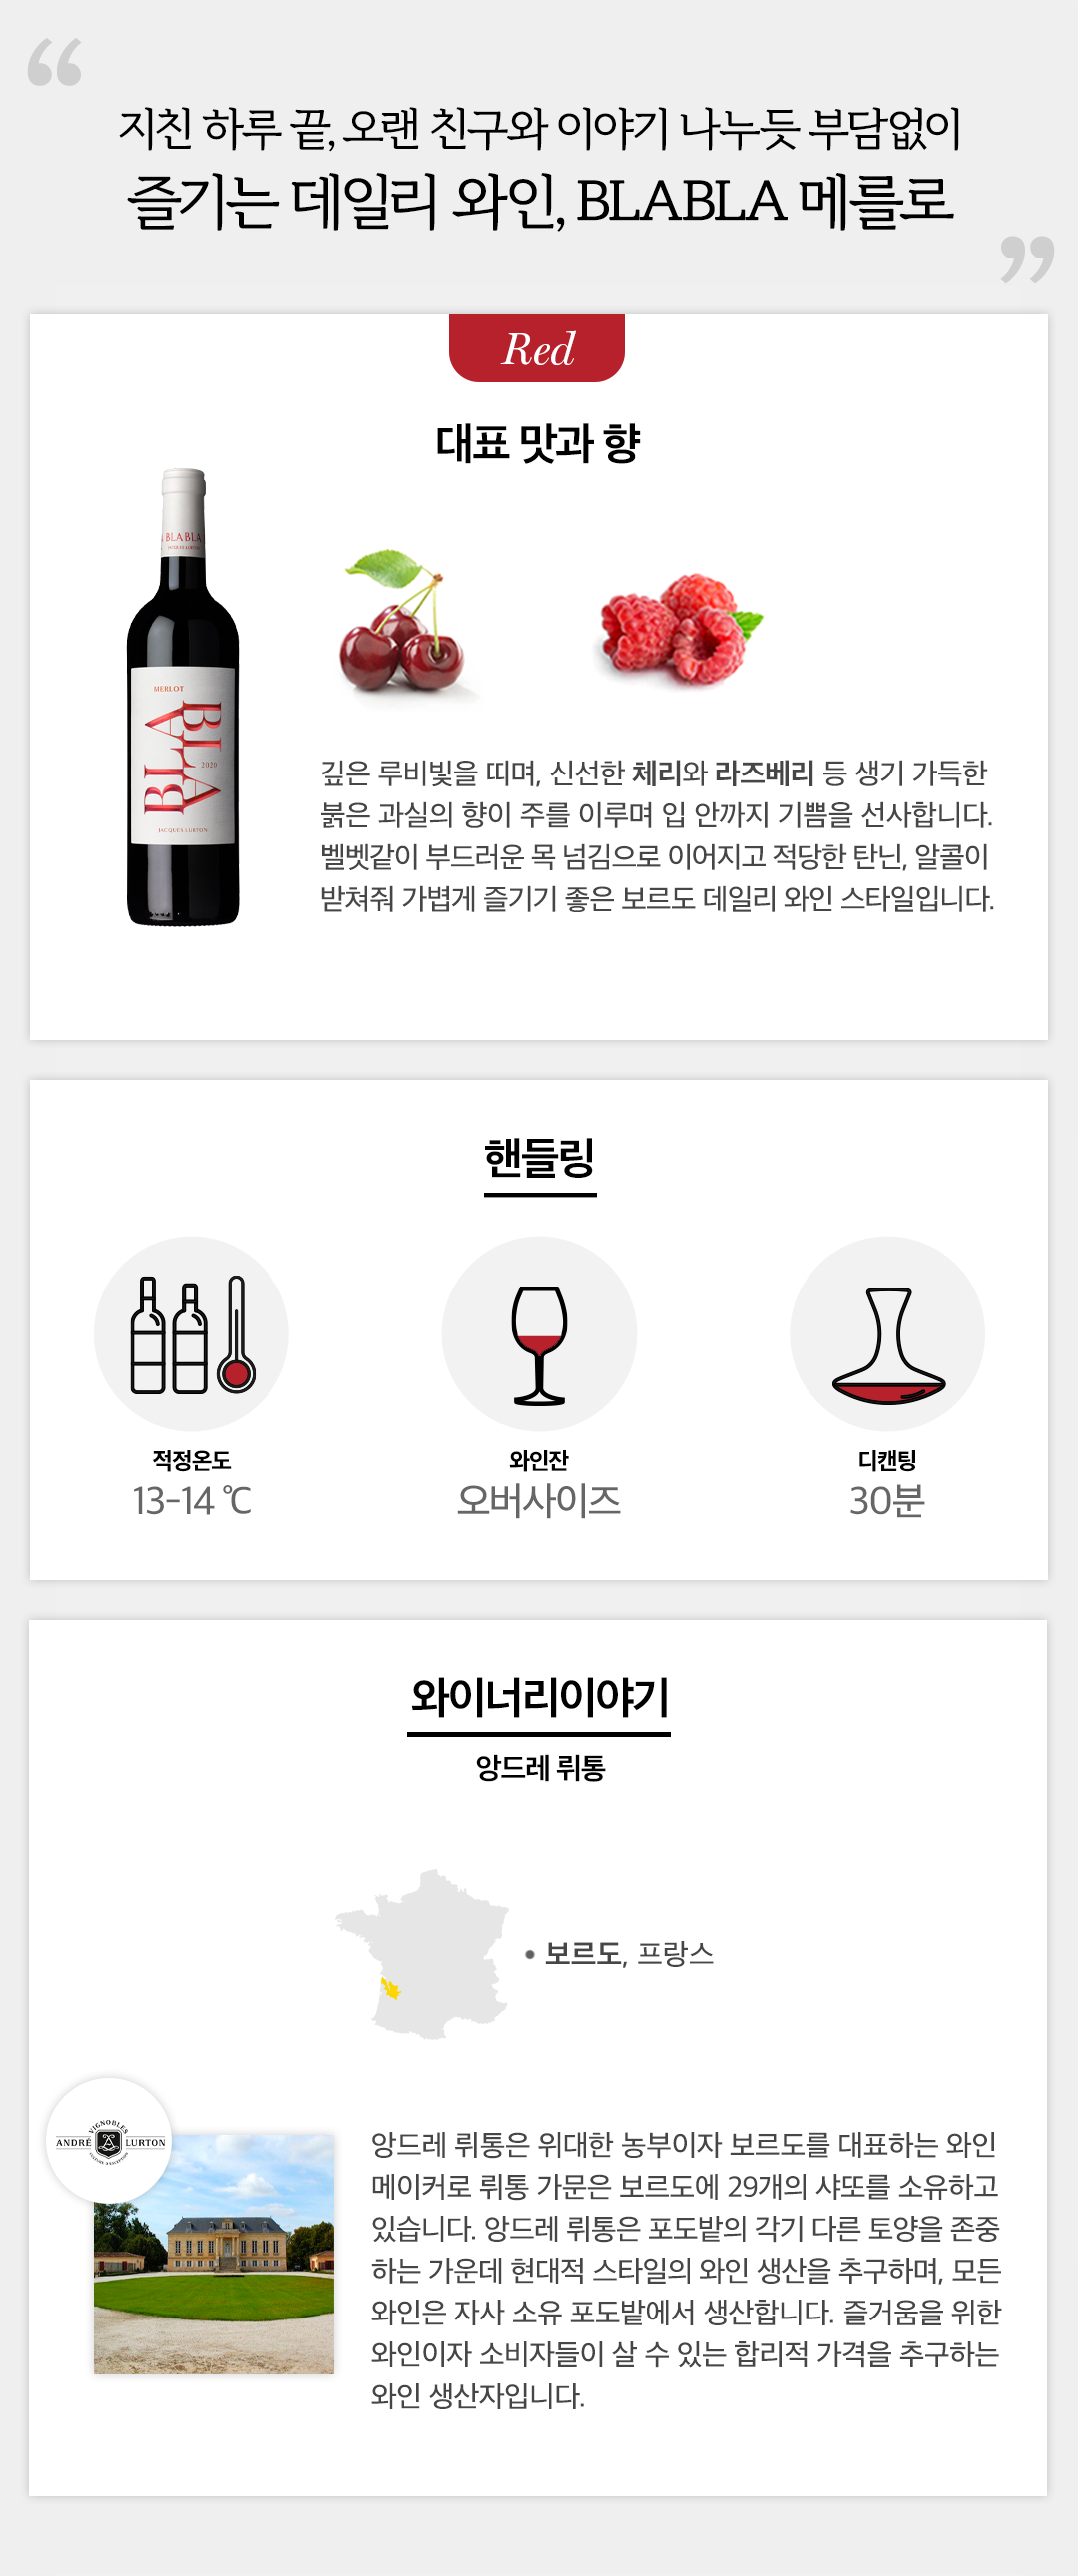 “
지친 하루 끝, 오랜 친구와 이야기 나누듯 부담없이
즐기는 데일리 와인, BLABLA 메를로
”
Red
대표 맛과 향
BLABLA
MERLOT
BLA
BLA
2020
JACQUES LURTON
깊은 루비빛을 띠며, 신선한 체리와 라즈베리 등 생기 가득한
붉은 과실의 향이 주를 이루며 입 안까지 기쁨을 선사합니다.
벨벳같이 부드러운 목 넘김으로 이어지고 적당한 탄닌, 알콜이
받쳐줘 가볍게 즐기기 좋은 보르도 데일리 와인 스타일입니다.
핸들링
적정온도
13-14 ℃
와인잔
오버사이즈
디캔팅
30분
와이너리이야기
앙드레 뤼통
• 보르도, 프랑스
VIGNOBLES
ANDRÉ LURTON
앙드레 뤼통은 위대한 농부이자 보르도를 대표하는 와인
메이커로 뤼통 가문은 보르도에 29개의 샤또를 소유하고
있습니다. 앙드레 뤼통은 포도밭의 각기 다른 토양을 존중
하는 가운데 현대적 스타일의 와인 생산을 추구하며, 모든
와인은 자사 소유 포도밭에서 생산합니다. 즐거움을 위한
와인이자 소비자들이 살 수 있는 합리적 가격을 추구하는
와인 생산자입니다.